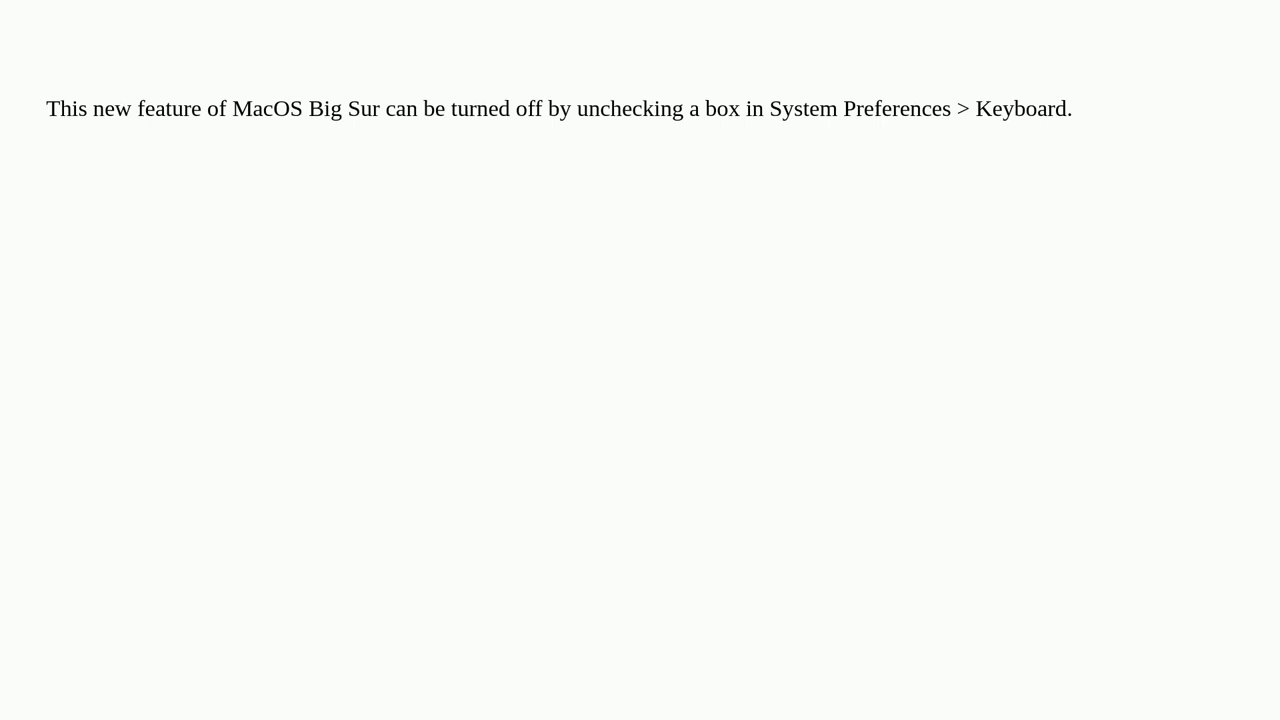 This new feature of MacOS Big Sur can be turned off by unchecking a box in System Preferences > Keyboard.